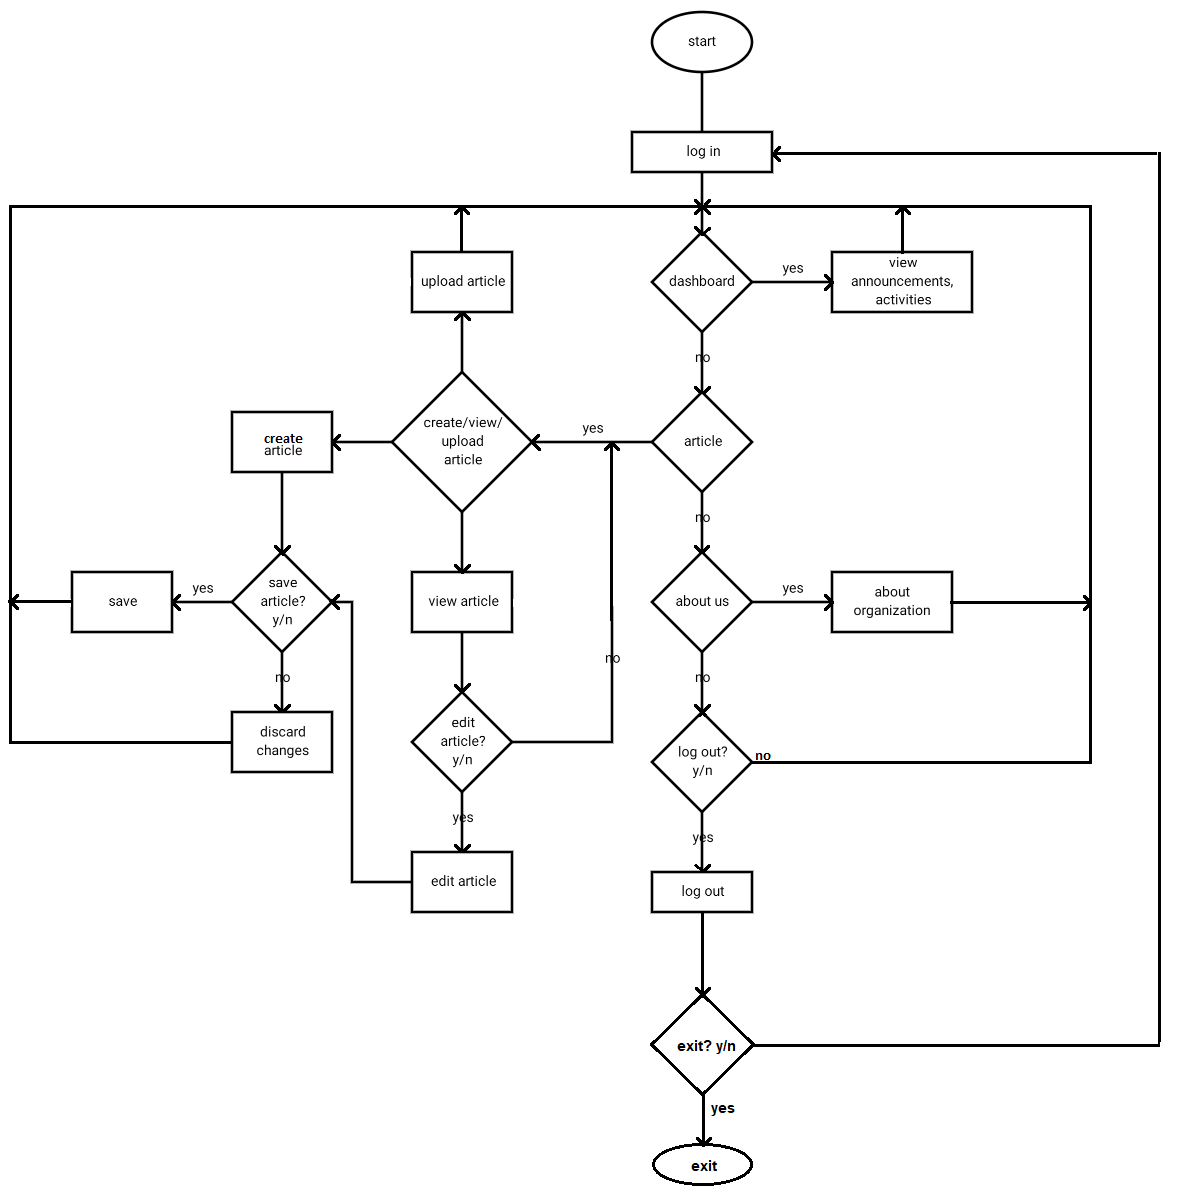 start
log in
upload article
dashboard
yes
view
announcements,
activities
no
create
article
create/view/
upload
article
yes
article
no
save
yes
save
article?
y/n
view article
about us
yes
about
organization
no
no
no
discard
changes
edit
article?
y/n
log out?
y/n
no
yes
yes
edit article
log out
exit? y/n
yes
exit